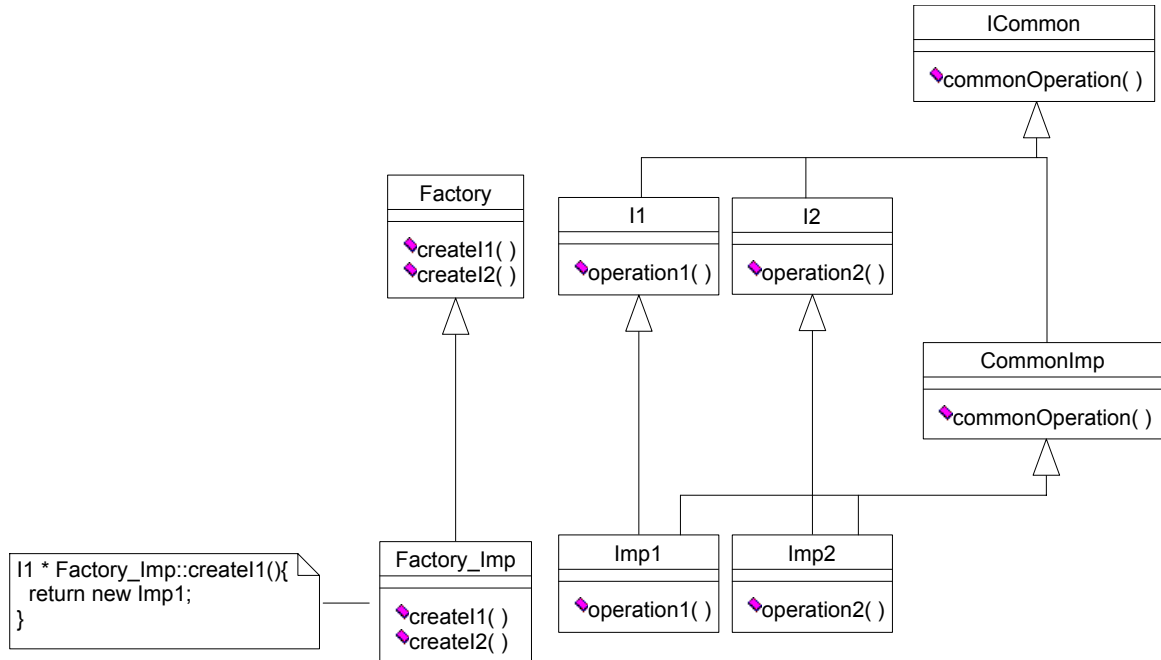 ICommon
commonOperation( )
Factory
createI1( )
createI2( )
I1
operation1( )
I2
operation2( )
CommonImp
commonOperation( )
I1 * Factory_Imp::createI1(){
return new Imp1;
}
Factory_Imp
createI1( )
createI2( )
Imp1
operation1( )
Imp2
operation2( )